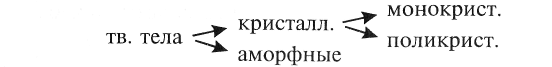 монокрист.
кристалл.
тв. тела
поликрист.
аморфные